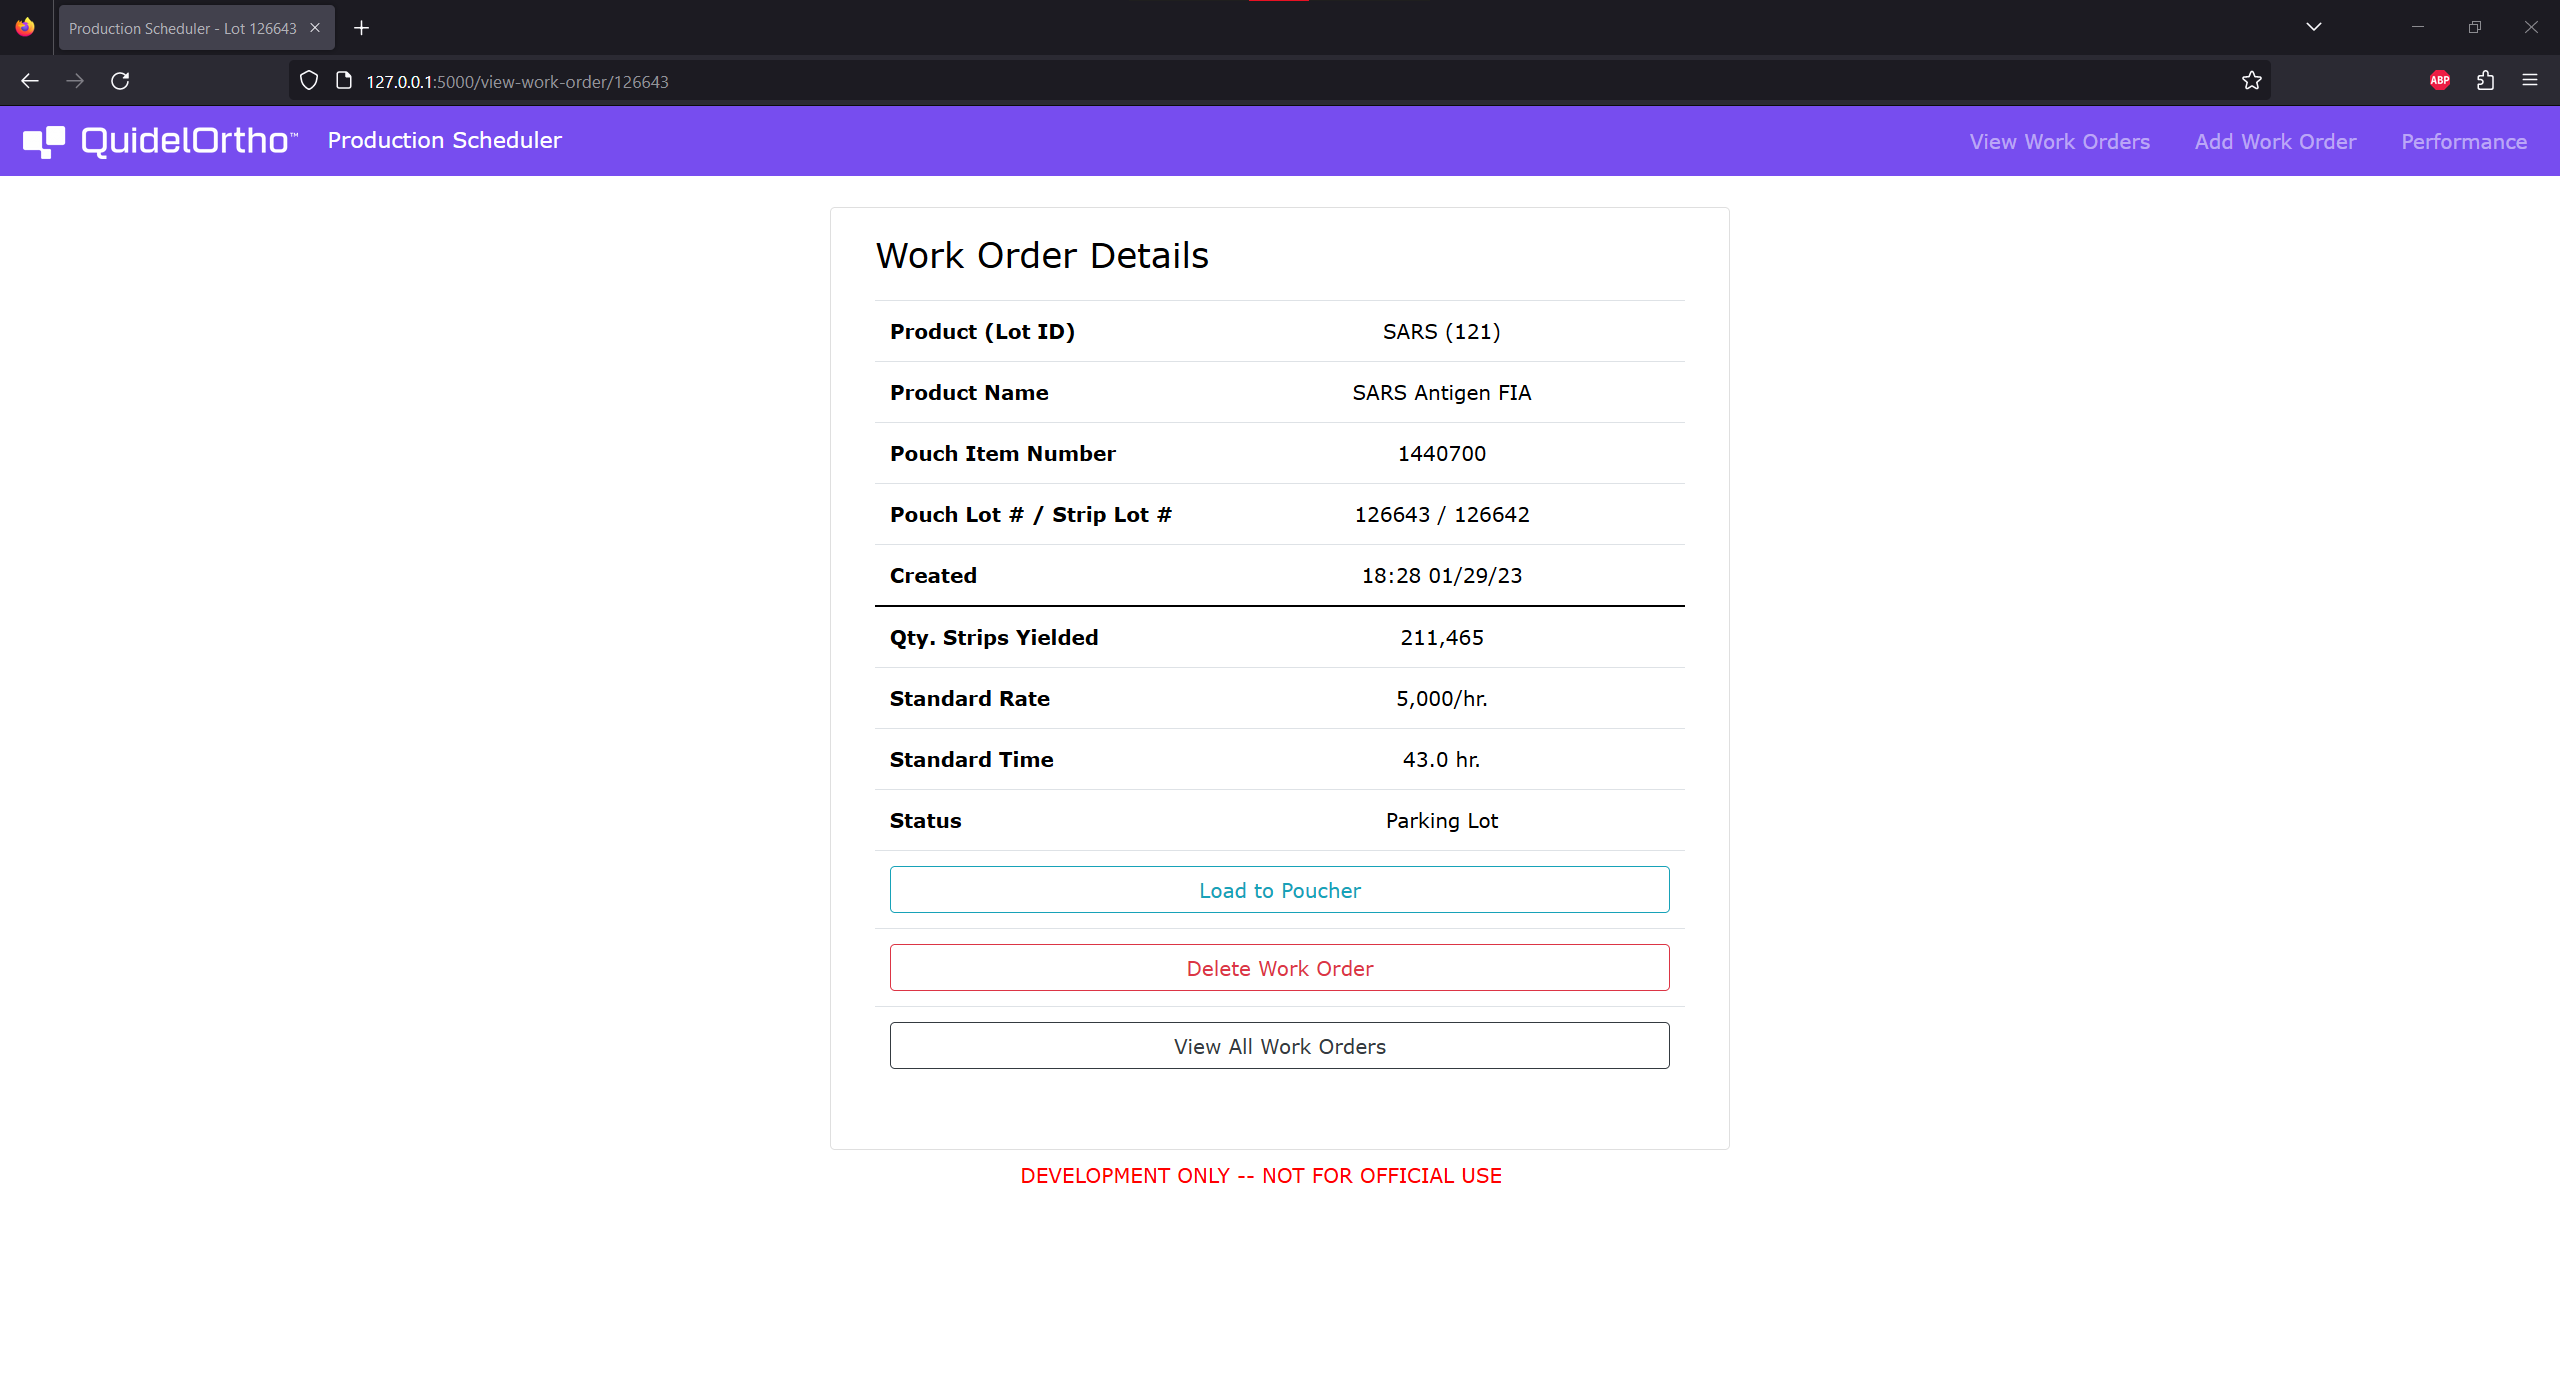 Production Scheduler - Lot 126643
127.0.0.1:5000/view-work-order/126643
ABP
QuidelOrtho™ Production Scheduler View Work Orders Add Work Order Performance
Work Order Details
Product (Lot ID) SARS (121)
Product Name SARS Antigen FIA
Pouch Item Number 1440700
Pouch Lot # / Strip Lot # 126643 / 126642
Created 18:28 01/29/23
Qty. Strips Yielded 211,465
Standard Rate 5,000/hr.
Standard Time 43.0 hr.
Status Parking Lot
Load to Poucher
Delete Work Order
View All Work Orders
DEVELOPMENT ONLY -- NOT FOR OFFICIAL USE